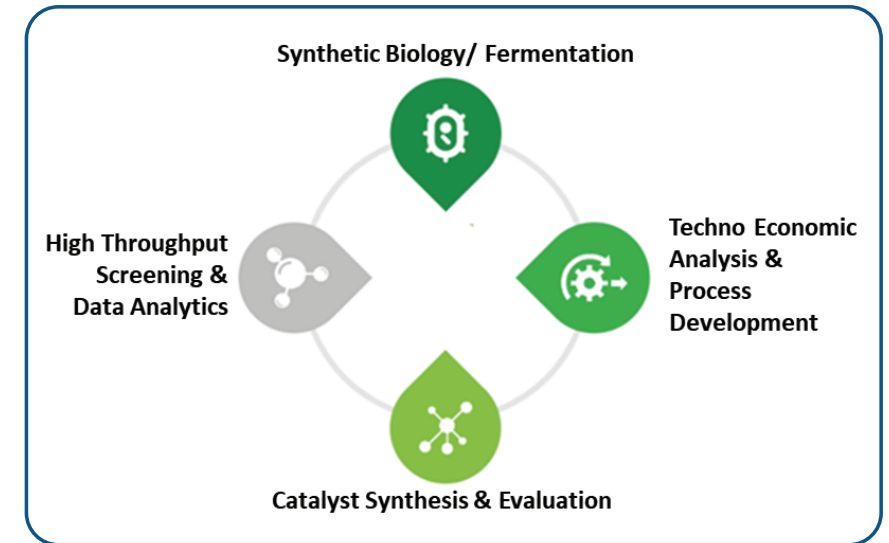 Synthetic Biology/ Fermentation
High Throughput
Screening &
Data Analytics
Techno Economic
Analysis &
Process
Development
Catalyst Synthesis & Evaluation